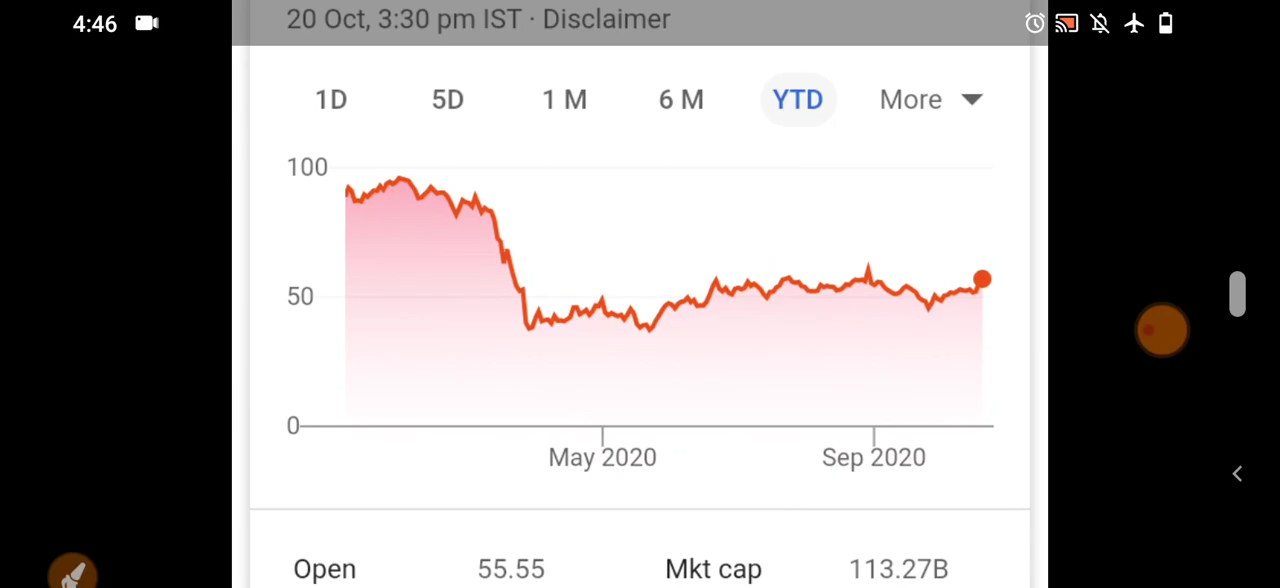 4:46
20 Oct, 3:30 pm IST · Disclaimer
1D 5D 1 M 6 M YTD More
100
50
0
May 2020 Sep 2020
Open 55.55 Mkt cap 113.27B